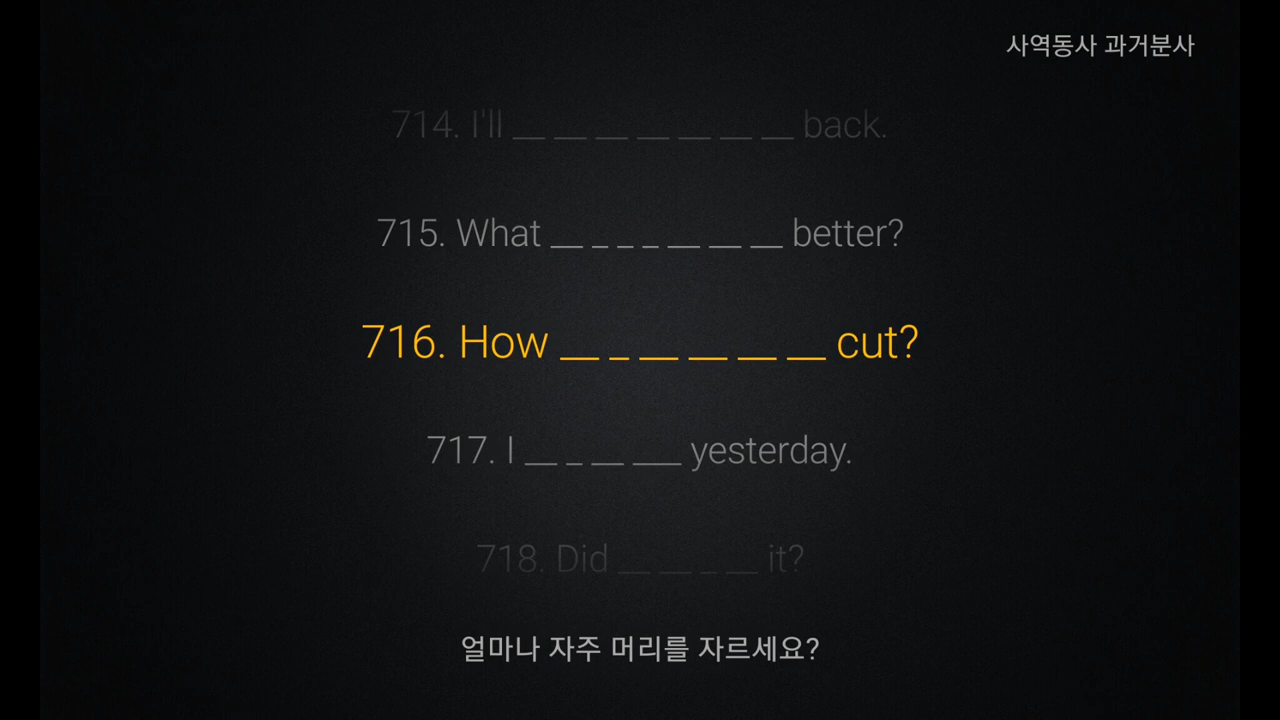 사역동사 과거분사
714. I'll __ __ __ __ __ __ __ back.
715. What __ _ _ _ __ __ __ better?
716. How __ _ __ __ __ __ cut?
717. I __ _ __ ___ yesterday.
718. Did __ __ _ __ it?
얼마나 자주 머리를 자르세요?